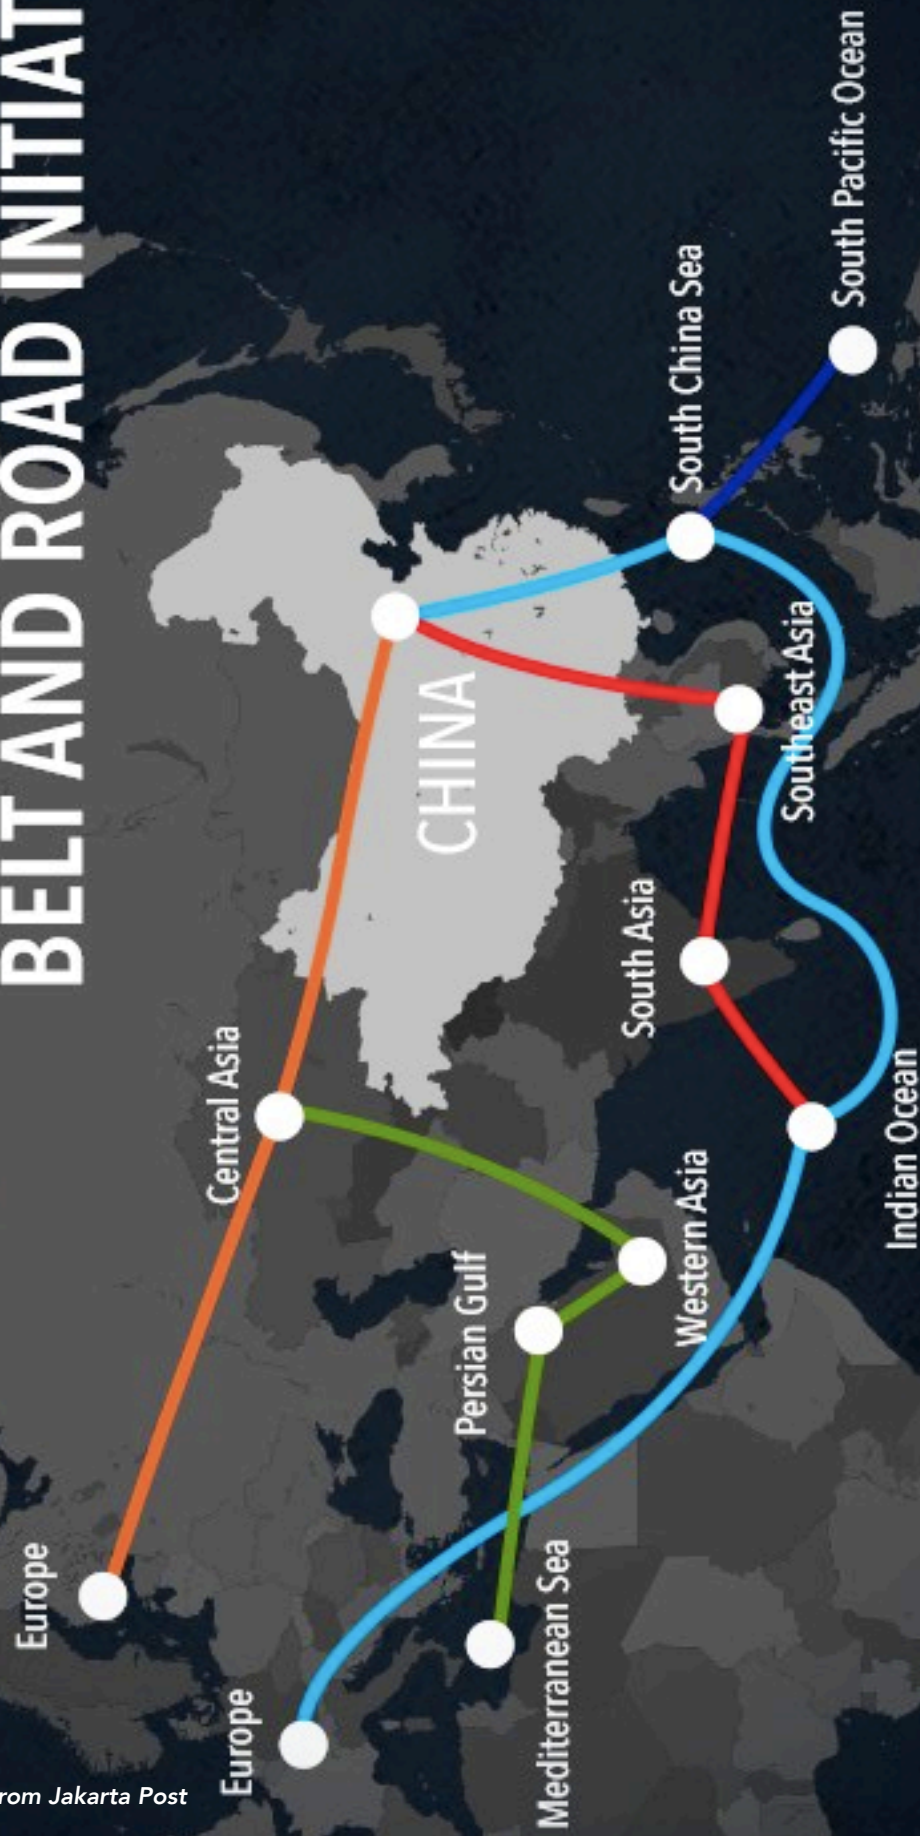 BELT AND ROAD INITIAT
Europe
Central Asia
Europe
CHINA
Persian Gulf
Mediterranean Sea
South Asia
South China Sea
Western Asia
Southeast Asia
South Pacific Ocean
Indian Ocean
rom Jakarta Post